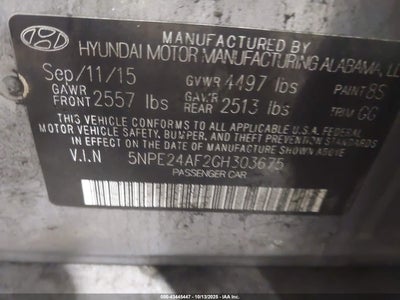 MANUFACTURED BY
HYUNDAI MOTOR MANUFACTURING ALABAMA, LL
Sep/11/15 GVWR 4497 lbs PAINT 8S
GAWR FRONT 2557 lbs GAWR REAR 2513 lbs TRIM GG
THIS VEHICLE CONFORMS TO ALL APPLICABLE U.S.A. FEDERAL
MOTOR VEHICLE SAFETY, BUMPER, AND THEFT PREVENTION
STANDARDS IN EFFECT ON THE DATE OF MANUFACTURE SHOWN ABOVE.
V.I.N 5NPE24AF2GH303675
PASSENGER CAR
MADE IN U.S.A